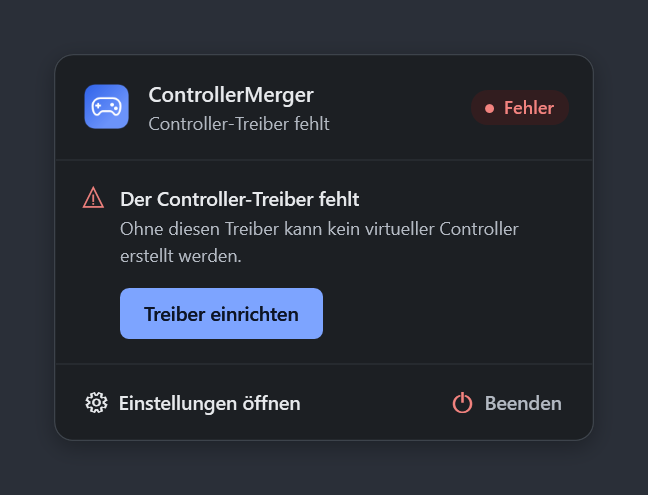 ControllerMerger
Controller-Treiber fehlt
Fehler
Der Controller-Treiber fehlt
Ohne diesen Treiber kann kein virtueller Controller
erstellt werden.
Treiber einrichten
Einstellungen öffnen
Beenden